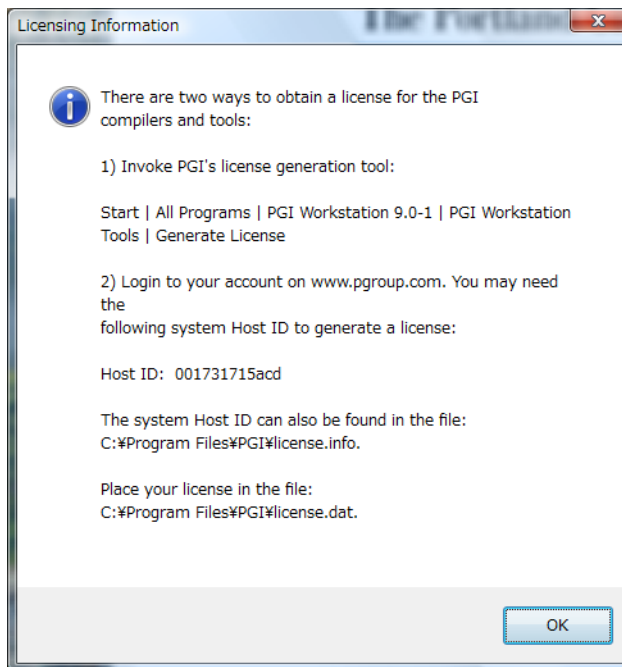 Licensing Information
The Portland
There are two ways to obtain a license for the PGI
compilers and tools:
1) Invoke PGI's license generation tool:
Start | All Programs | PGI Workstation 9.0-1 | PGI Workstation
Tools | Generate License
2) Login to your account on www.pgroup.com. You may need
the
following system Host ID to generate a license:
Host ID:  001731715acd
The system Host ID can also be found in the file:
C:¥Program Files¥PGI¥license.info.
Place your license in the file:
C:¥Program Files¥PGI¥license.dat.
OK